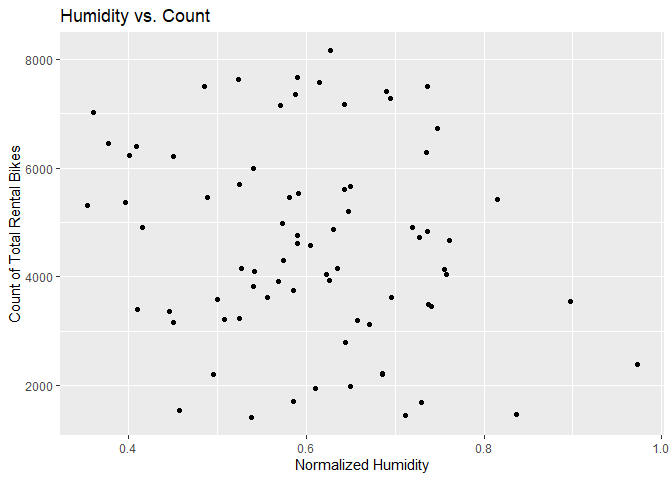 Humidity vs. Count
8000
6000
4000
2000
Count of Total Rental Bikes
0.4 0.6 0.8 1.0
Normalized Humidity